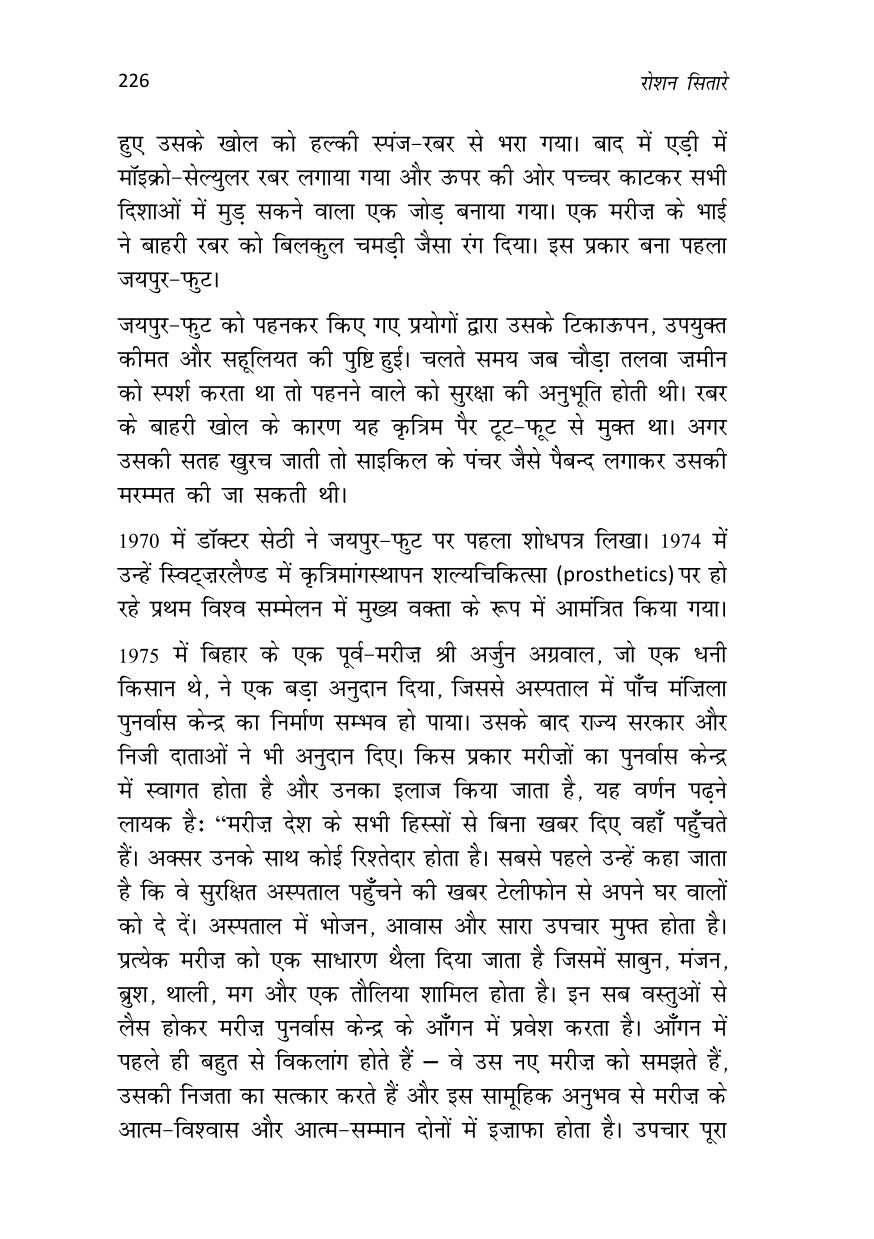 226 रोशन सितारे
हुए उसके खोल को हल्की स्पंज-रबर से भरा गया। बाद में एड़ी में
मॉइक्रो-सेल्युलर रबर लगाया गया और ऊपर की ओर पच्चर काटकर सभी
दिशाओं में मुड़ सकने वाला एक जोड़ बनाया गया। एक मरीज़ के भाई
ने बाहरी रबर को बिलकुल चमड़ी जैसा रंग दिया। इस प्रकार बना पहला
जयपुर-फुट।
जयपुर-फुट को पहनकर किए गए प्रयोगों द्वारा उसके टिकाऊपन, उपयुक्त
कीमत और सहूलियत की पुष्टि हुई। चलते समय जब चौड़ा तलवा ज़मीन
को स्पर्श करता था तो पहनने वाले को सुरक्षा की अनुभूति होती थी। रबर
के बाहरी खोल के कारण यह कृत्रिम पैर टूट-फूट से मुक्त था। अगर
उसकी सतह खुरच जाती तो साइकिल के पंचर जैसे पैबन्द लगाकर उसकी
मरम्मत की जा सकती थी।
1970 में डॉक्टर सेठी ने जयपुर-फुट पर पहला शोधपत्र लिखा। 1974 में
उन्हें स्विट्ज़रलैण्ड में कृत्रिमांगस्थापन शल्यचिकित्सा (prosthetics) पर हो
रहे प्रथम विश्व सम्मेलन में मुख्य वक्ता के रूप में आमंत्रित किया गया।
1975 में बिहार के एक पूर्व-मरीज़ श्री अर्जुन अग्रवाल, जो एक धनी
किसान थे, ने एक बड़ा अनुदान दिया, जिससे अस्पताल में पाँच मंज़िला
पुनर्वास केन्द्र का निर्माण सम्भव हो पाया। उसके बाद राज्य सरकार और
निजी दाताओं ने भी अनुदान दिए। किस प्रकार मरीज़ों का पुनर्वास केन्द्र
में स्वागत होता है और उनका इलाज किया जाता है, यह वर्णन पढ़ने
लायक है: “मरीज़ देश के सभी हिस्सों से बिना खबर दिए वहाँ पहुँचते
हैं। अक्सर उनके साथ कोई रिश्तेदार होता है। सबसे पहले उन्हें कहा जाता
है कि वे सुरक्षित अस्पताल पहुँचने की खबर टेलीफोन से अपने घर वालों
को दे दें। अस्पताल में भोजन, आवास और सारा उपचार मुफ्त होता है।
प्रत्येक मरीज़ को एक साधारण थैला दिया जाता है जिसमें साबुन, मंजन,
ब्रुश, थाली, मग और एक तौलिया शामिल होता है। इन सब वस्तुओं से
लैस होकर मरीज़ पुनर्वास केन्द्र के आँगन में प्रवेश करता है। आँगन में
पहले ही बहुत से विकलांग होते हैं – वे उस नए मरीज़ को समझते हैं,
उसकी निजता का सत्कार करते हैं और इस सामूहिक अनुभव से मरीज़ के
आत्म-विश्वास और आत्म-सम्मान दोनों में इज़ाफा होता है। उपचार पूरा